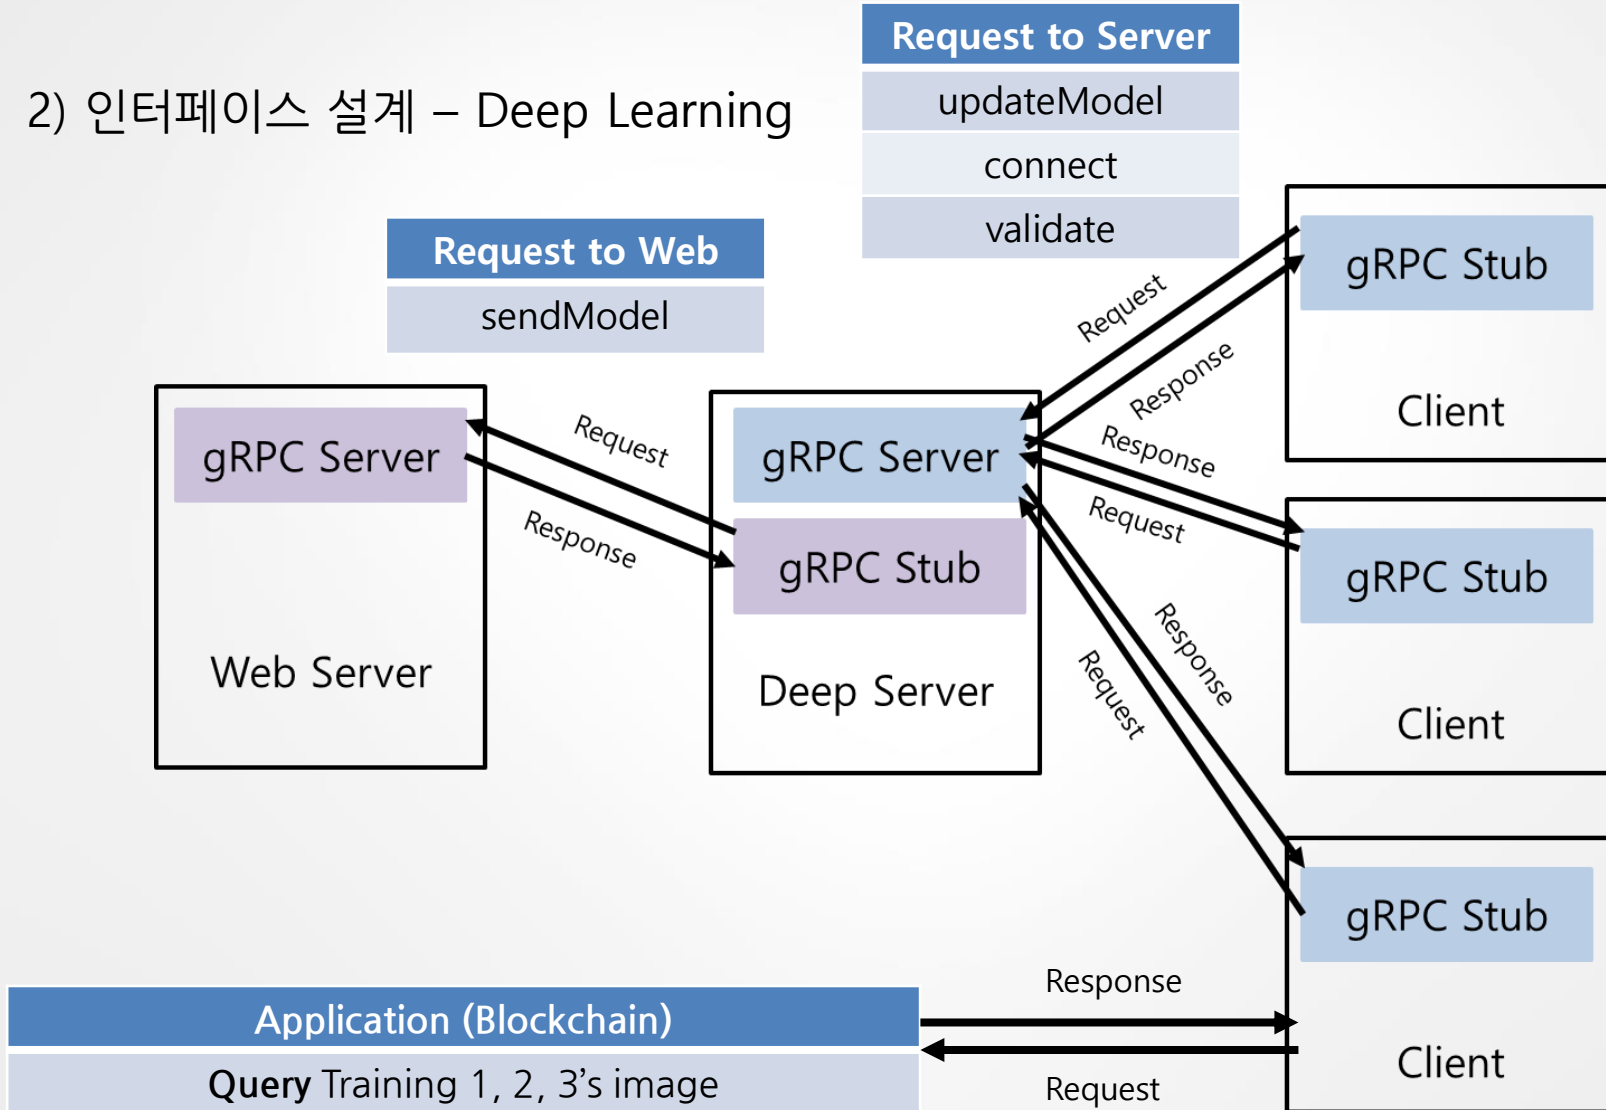 2) 인터페이스 설계 – Deep Learning
Request to Server
updateModel
connect
validate
Request to Web
sendModel
gRPC Server
Web Server
Request
Response
gRPC Server
gRPC Stub
Deep Server
Request
Response
Response
Request
Response
Request
gRPC Stub
Client
gRPC Stub
Client
gRPC Stub
Client
Application (Blockchain)
Query Training 1, 2, 3’s image
Response
Request